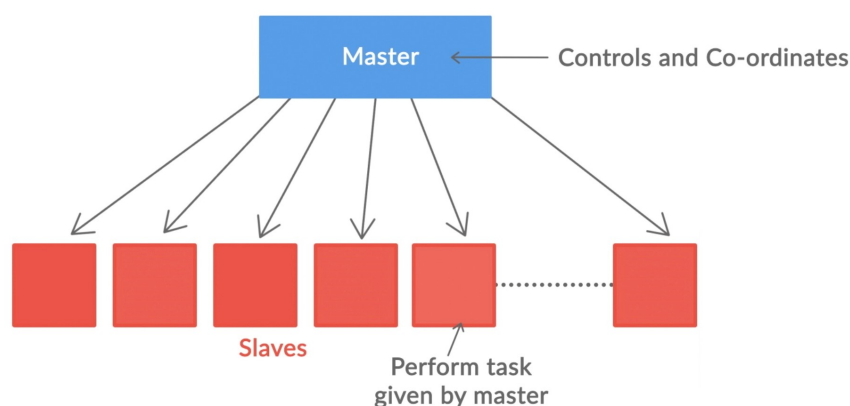 Master
Controls and Co-ordinates
Slaves
Perform task
given by master